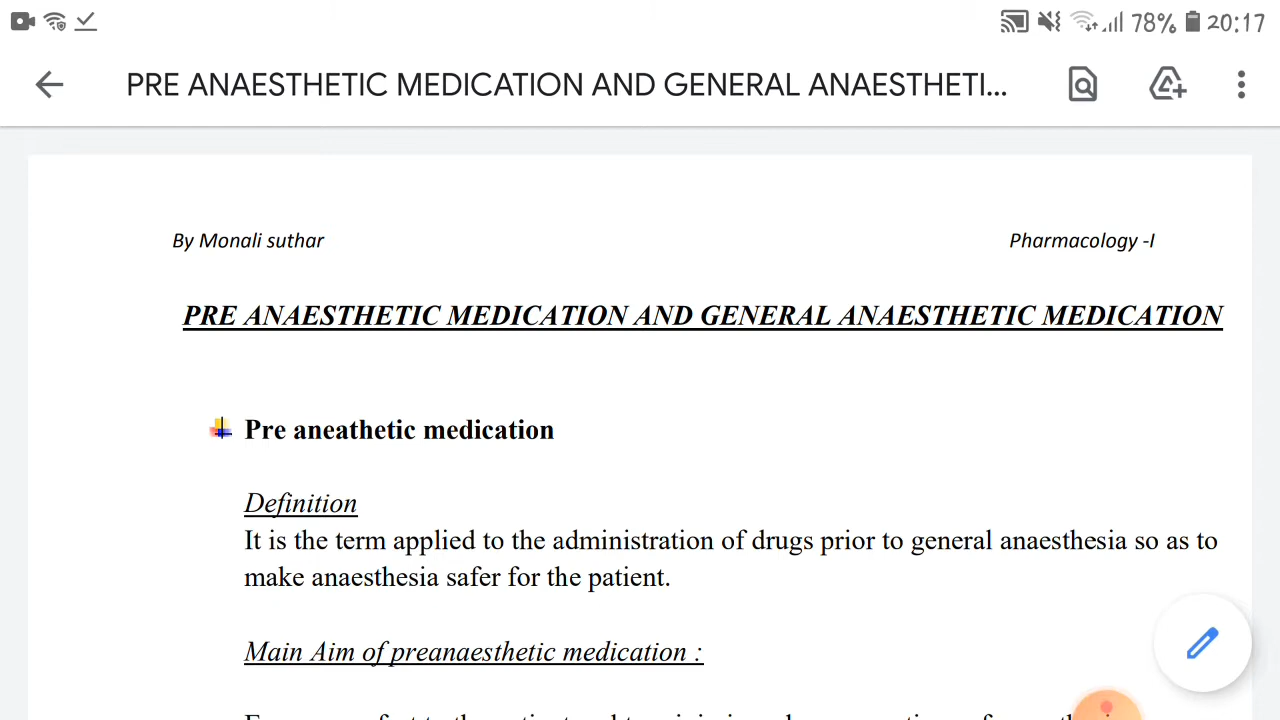 78% 20:17
PRE ANAESTHETIC MEDICATION AND GENERAL ANAESTHETI...
By Monali suthar Pharmacology -I
PRE ANAESTHETIC MEDICATION AND GENERAL ANAESTHETIC MEDICATION
Pre aneathetic medication
Definition
It is the term applied to the administration of drugs prior to general anaesthesia so as to
make anaesthesia safer for the patient.
Main Aim of preanaesthetic medication :